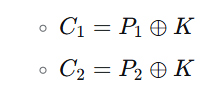 ◦ C₁ = P₁ ⊕ K
◦ C₂ = P₂ ⊕ K